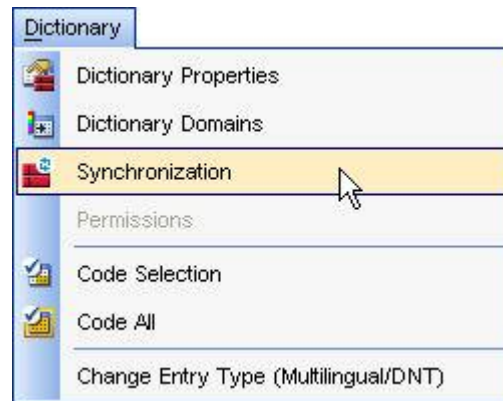 Dictionary
Dictionary Properties
Dictionary Domains
Synchronization
Permissions
Code Selection
Code All
Change Entry Type (Multilingual/DNT)